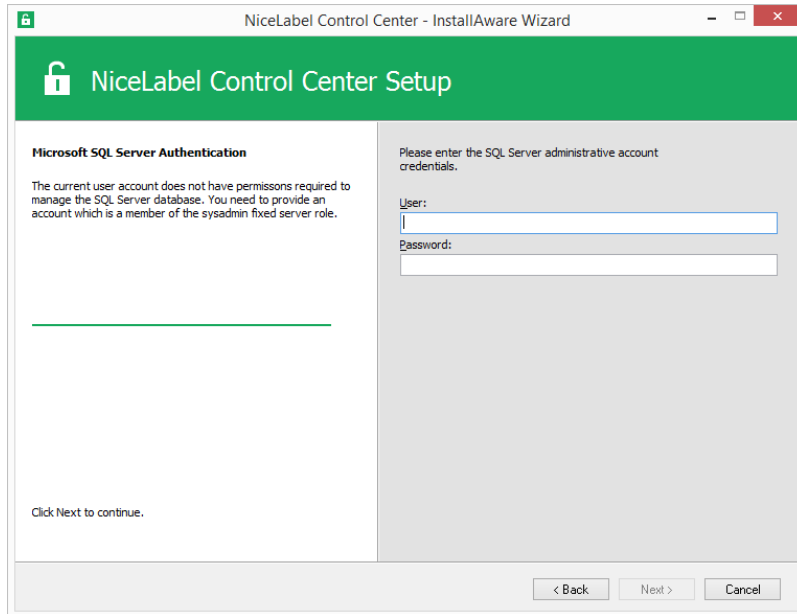 NiceLabel Control Center - InstallAware Wizard
NiceLabel Control Center Setup
Microsoft SQL Server Authentication
The current user account does not have permissons required to
manage the SQL Server database. You need to provide an
account which is a member of the sysadmin fixed server role.
Click Next to continue.
Please enter the SQL Server administrative account
credentials.
User:
Password:
< Back
Next >
Cancel